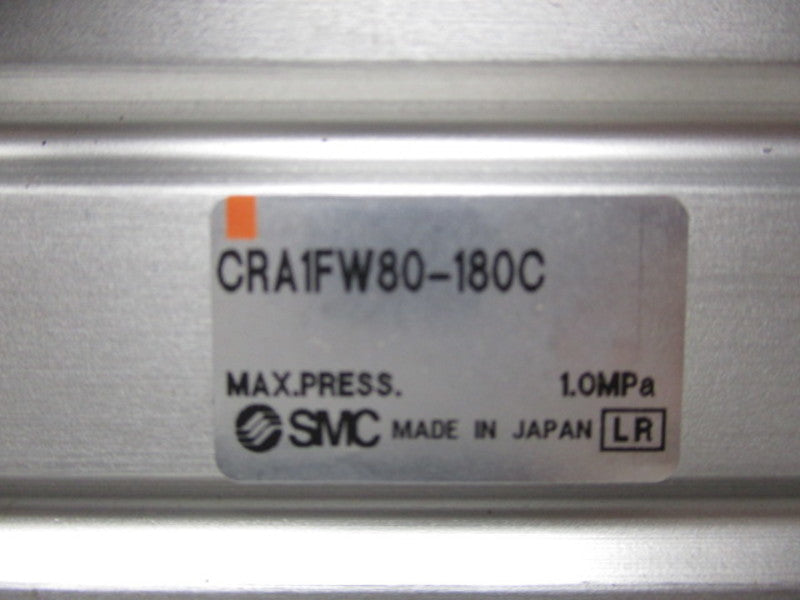 CRA1FW80-180C
MAX.PRESS. 1.0MPa
SMC MADE IN JAPAN LR